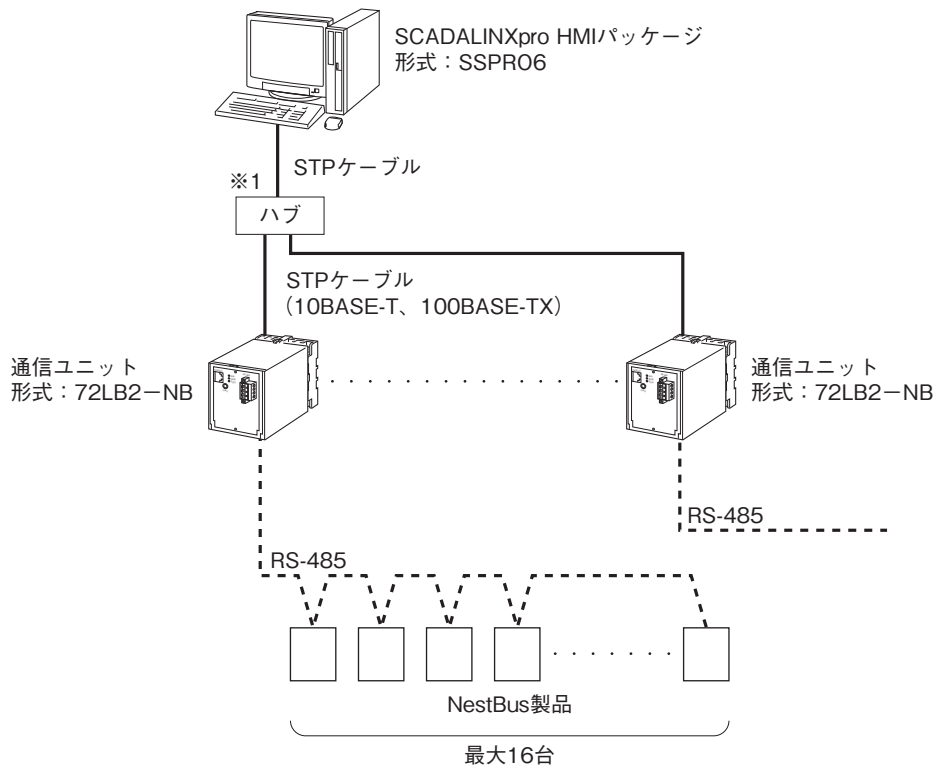 SCADALINXpro HMIパッケージ
形式：SSPRO6
STPケーブル
※1
ハブ
STPケーブル
（10BASE-T、100BASE-TX）
通信ユニット
形式：72LB2－NB
通信ユニット
形式：72LB2－NB
RS-485
RS-485
NestBus製品
最大16台